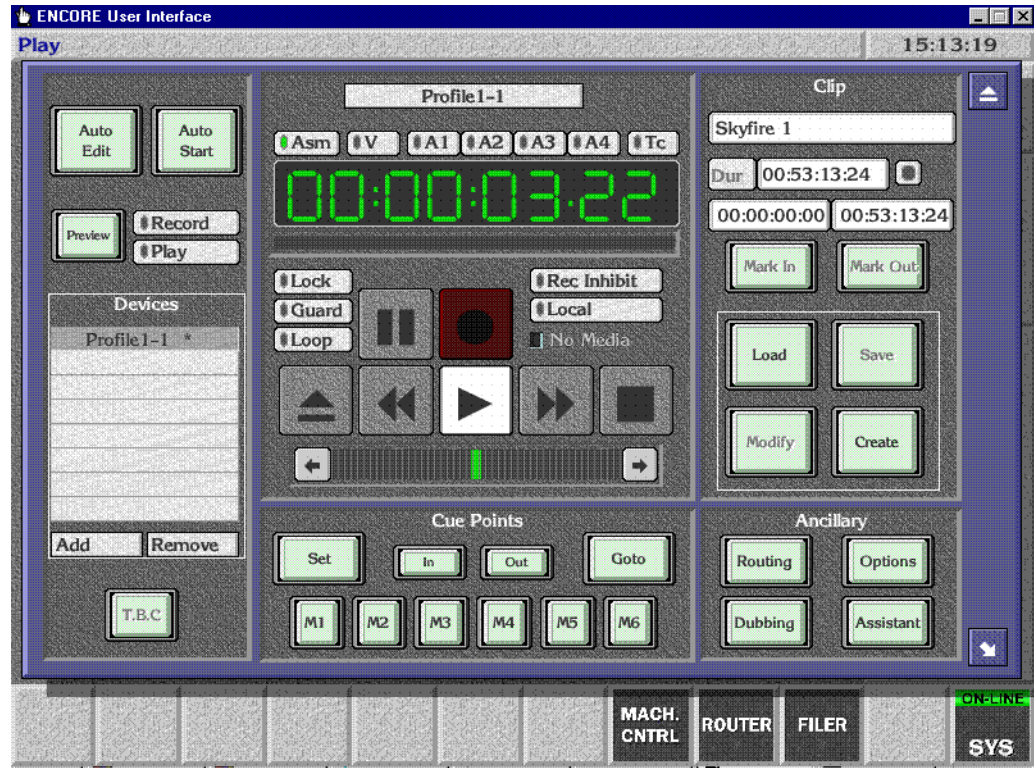 ENCORE User Interface
Play
15:13:19
Auto Edit
Auto Start
Preview
Record
Play
Devices
Profile1-1 *
Add
Remove
T.B.C
Profile1-1
Asm
V
A1
A2
A3
A4
Tc
00:00:03.22
Lock
Guard
Loop
Rec Inhibit
Local
No Media
Cue Points
Set
In
Out
Goto
M1
M2
M3
M4
M5
M6
Clip
Skyfire 1
Dur
00:53:13:24
00:00:00:00
00:53:13:24
Mark In
Mark Out
Load
Save
Modify
Create
Ancillary
Routing
Options
Dubbing
Assistant
MACH. CNTRL
ROUTER
FILER
ON-LINE
SYS